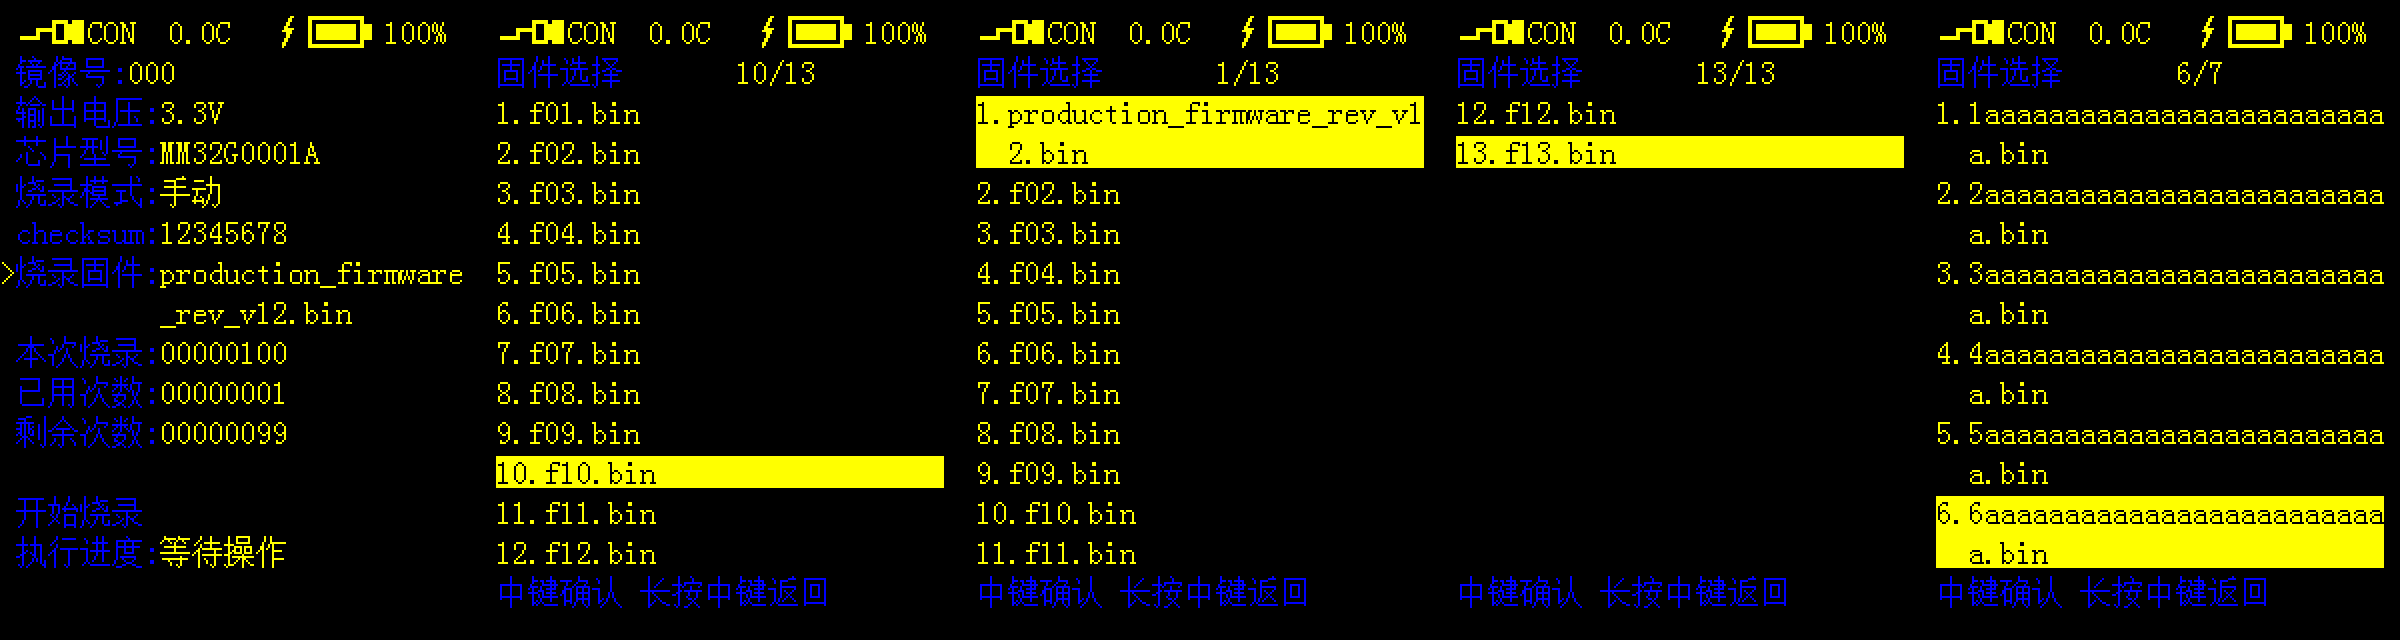 CON 0.0C 100%
镜像号:000
输出电压:3.3V
芯片型号:MM32G0001A
烧录模式:手动
checksum:12345678
>烧录固件:production_firmware
_rev_v12.bin
本次烧录:00000100
已用次数:00000001
剩余次数:00000099
开始烧录
执行进度:等待操作
CON 0.0C 100%
固件选择 10/13
1.f01.bin
2.f02.bin
3.f03.bin
4.f04.bin
5.f05.bin
6.f06.bin
7.f07.bin
8.f08.bin
9.f09.bin
10.f10.bin
11.f11.bin
12.f12.bin
中键确认 长按中键返回
CON 0.0C 100%
固件选择 1/13
1.production_firmware_rev_v1
2.bin
2.f02.bin
3.f03.bin
4.f04.bin
5.f05.bin
6.f06.bin
7.f07.bin
8.f08.bin
9.f09.bin
10.f10.bin
11.f11.bin
中键确认 长按中键返回
CON 0.0C 100%
固件选择 13/13
12.f12.bin
13.f13.bin
中键确认 长按中键返回
CON 0.0C 100%
固件选择 6/7
1.1aaaaaaaaaaaaaaaaaaaaaaaaa
a.bin
2.2aaaaaaaaaaaaaaaaaaaaaaaaa
a.bin
3.3aaaaaaaaaaaaaaaaaaaaaaaaa
a.bin
4.4aaaaaaaaaaaaaaaaaaaaaaaaa
a.bin
5.5aaaaaaaaaaaaaaaaaaaaaaaaa
a.bin
6.6aaaaaaaaaaaaaaaaaaaaaaaaa
a.bin
中键确认 长按中键返回